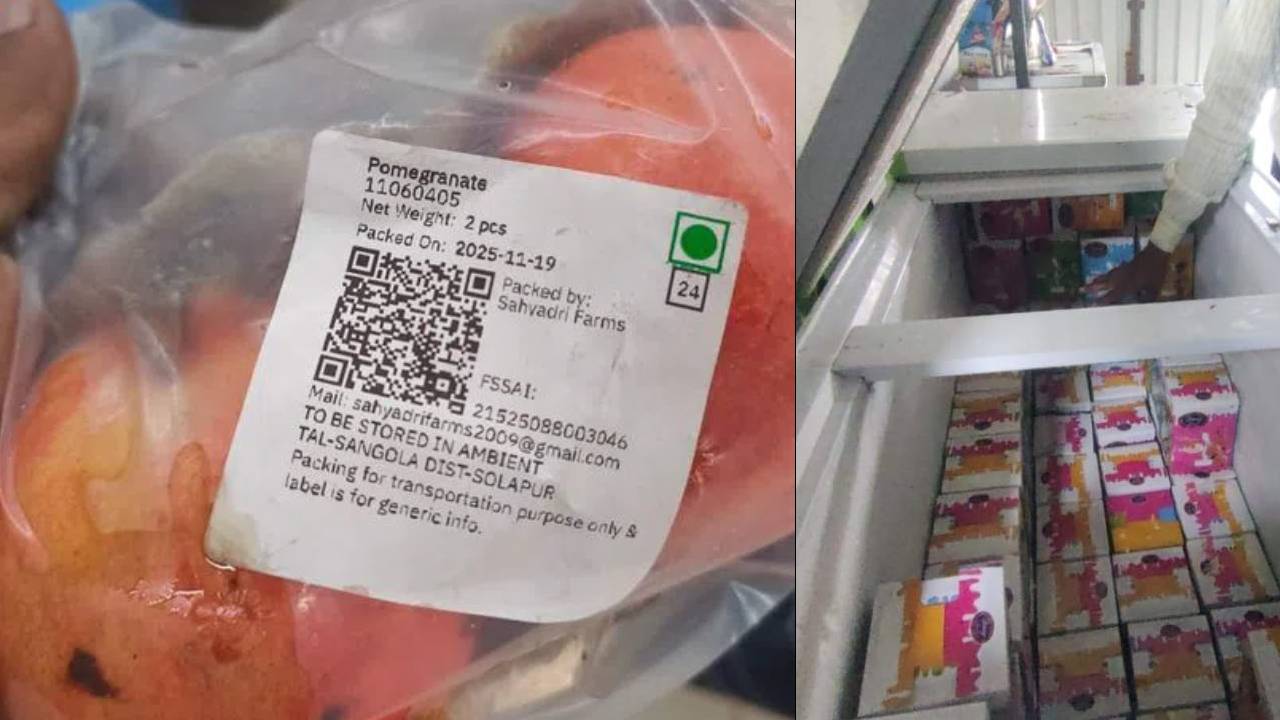 Pomegranate
11060405
Net Weight: 2 pcs
Packed On: 2025-11-19
24
Packed by:
Sahyadri Farms
FSSAI:
21525088003046
Mail: sahyadrifarms2009@gmail.com
TO BE STORED IN AMBIENT
TAL-SANGOLA DIST-SOLAPUR
Packing for transportation purpose only &
label is for generic info.